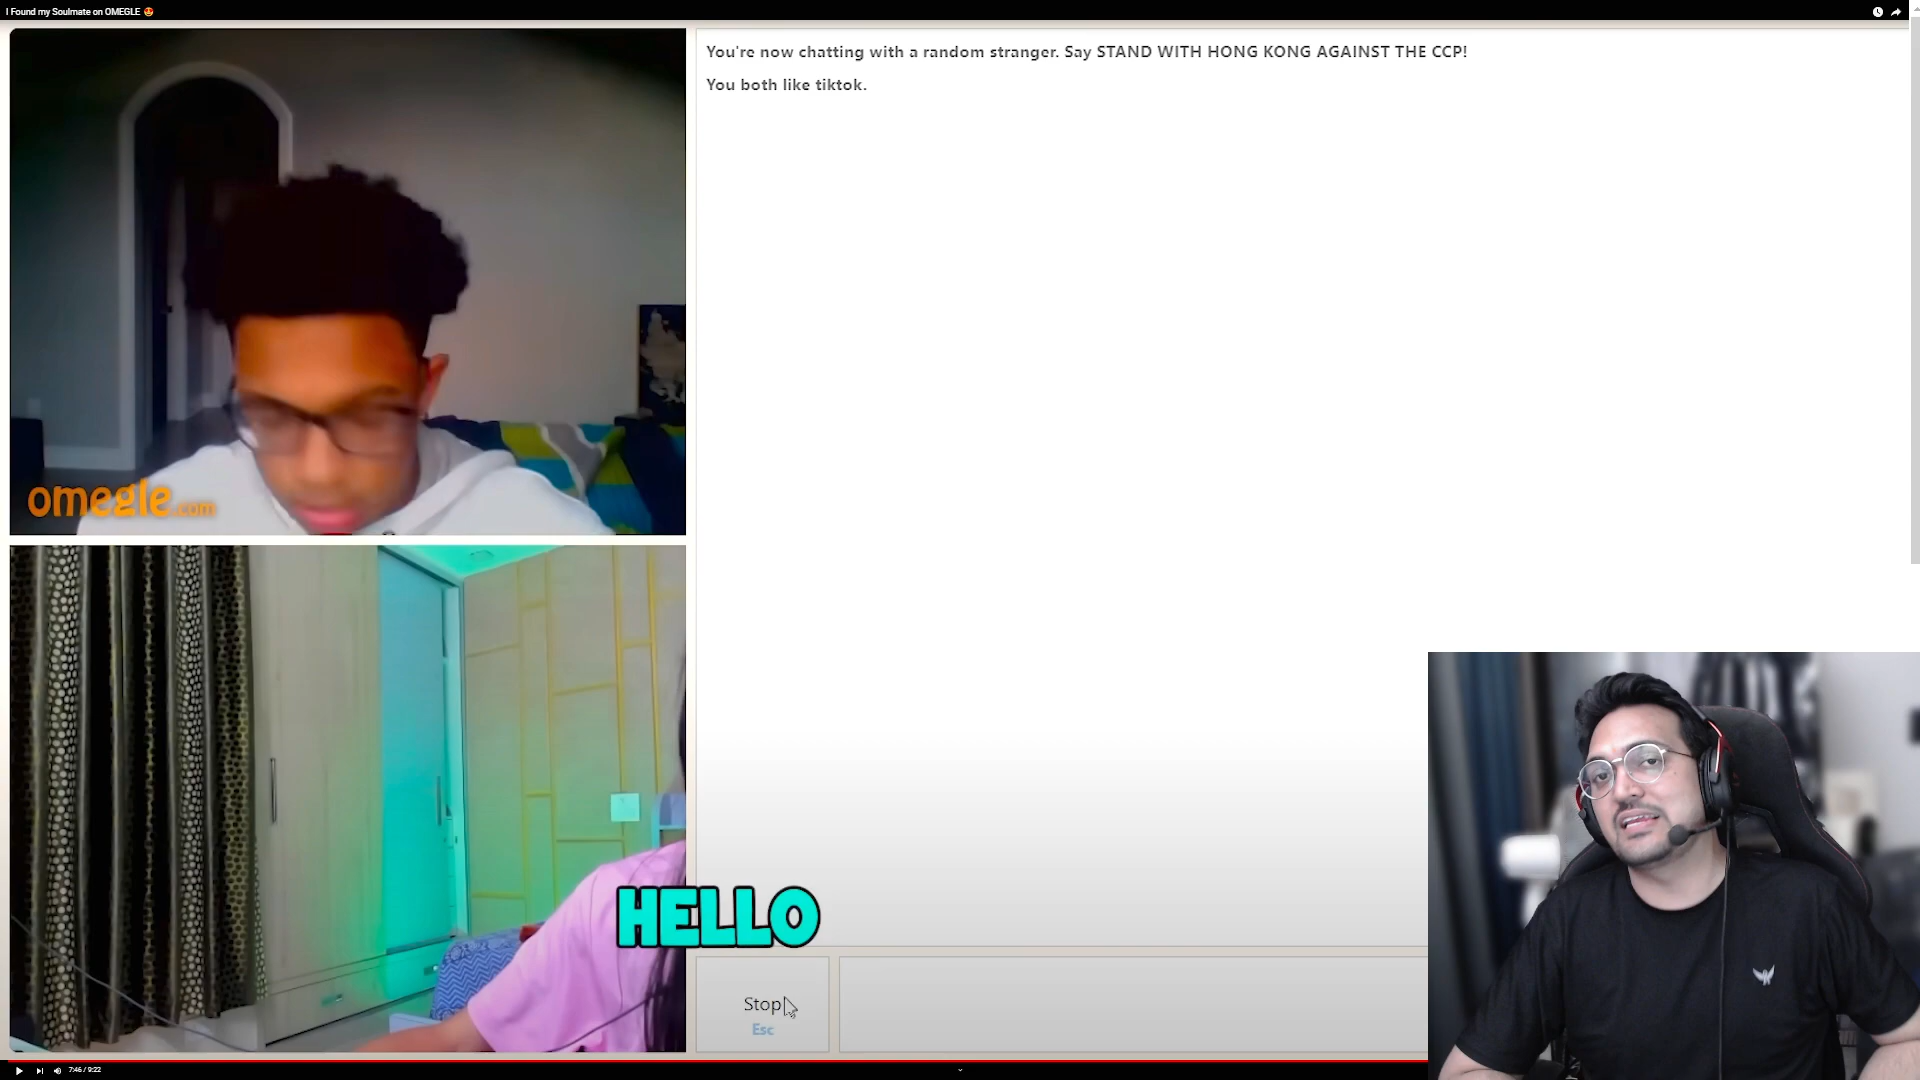 I Found my Soulmate on OMEGLE
You're now chatting with a random stranger. Say STAND WITH HONG KONG AGAINST THE CCP!
You both like tiktok.
omegle.com
HELLO
Stop
Esc
7:46 / 9:22